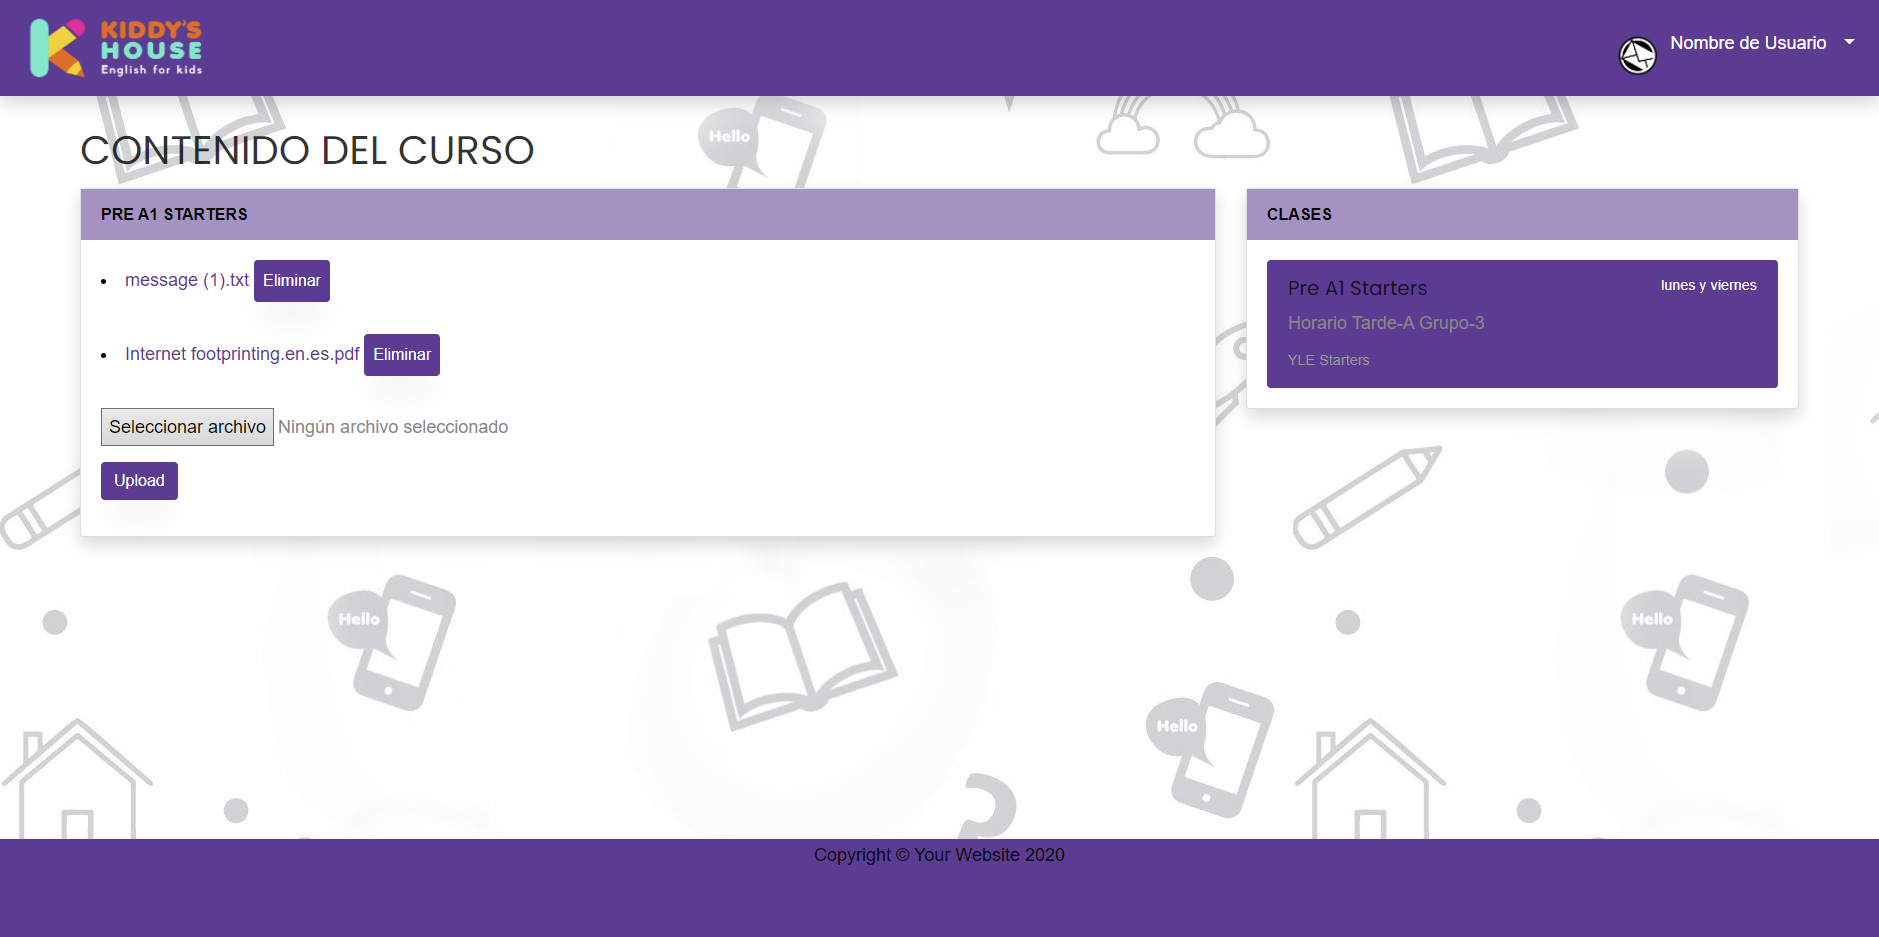 KIDDY'S
HOUSE
English for kids
Nombre de Usuario
Hello
CONTENIDO DEL CURSO
PRE A1 STARTERS
message (1).txt Eliminar
Internet footprinting.en.es.pdf Eliminar
Seleccionar archivo Ningún archivo seleccionado
Upload
CLASES
Pre A1 Starters lunes y viernes
Horario Tarde-A Grupo-3
YLE Starters
Hello
Hello
Hello
Copyright © Your Website 2020